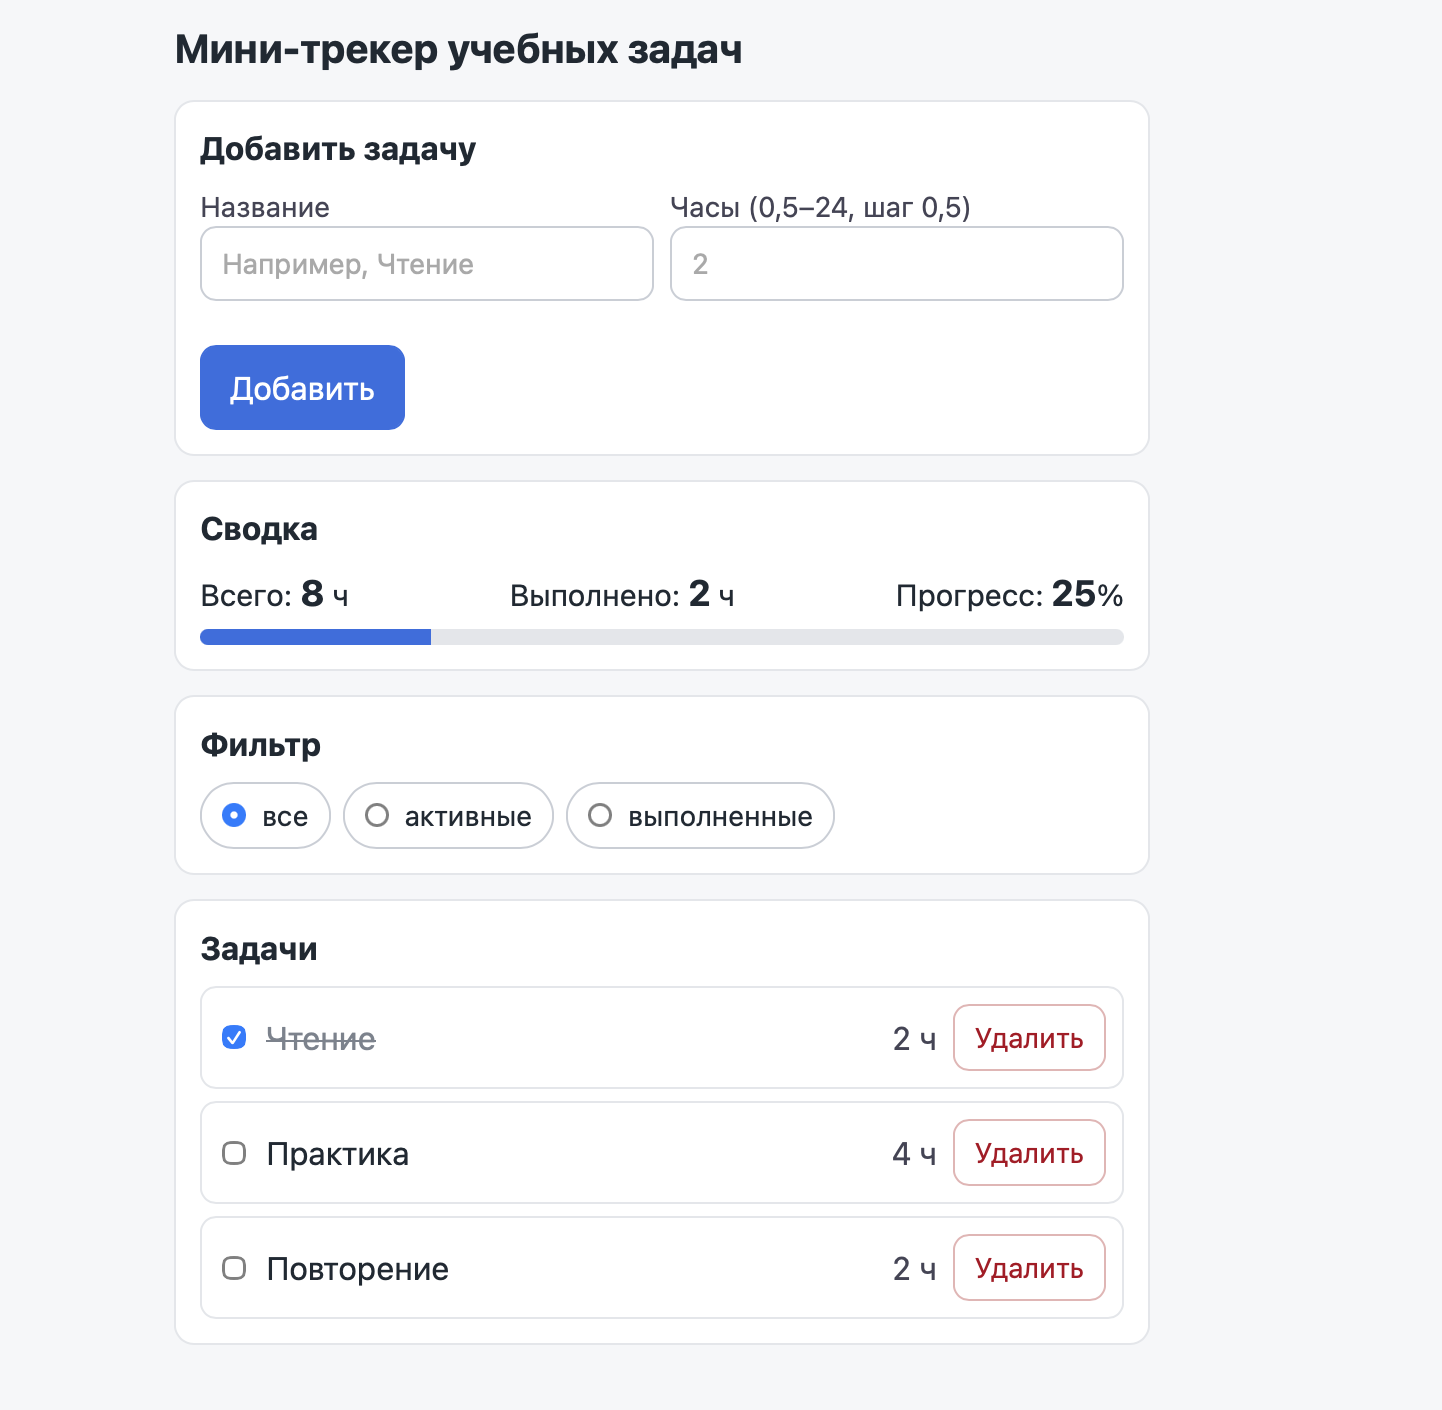 Мини-трекер учебных задач
Добавить задачу
Название
Часы (0,5–24, шаг 0,5)
Например, Чтение
2
Добавить
Сводка
Всего: 8 ч
Выполнено: 2 ч
Прогресс: 25%
Фильтр
все
активные
выполненные
Задачи
Чтение
2 ч
Удалить
Практика
4 ч
Удалить
Повторение
2 ч
Удалить